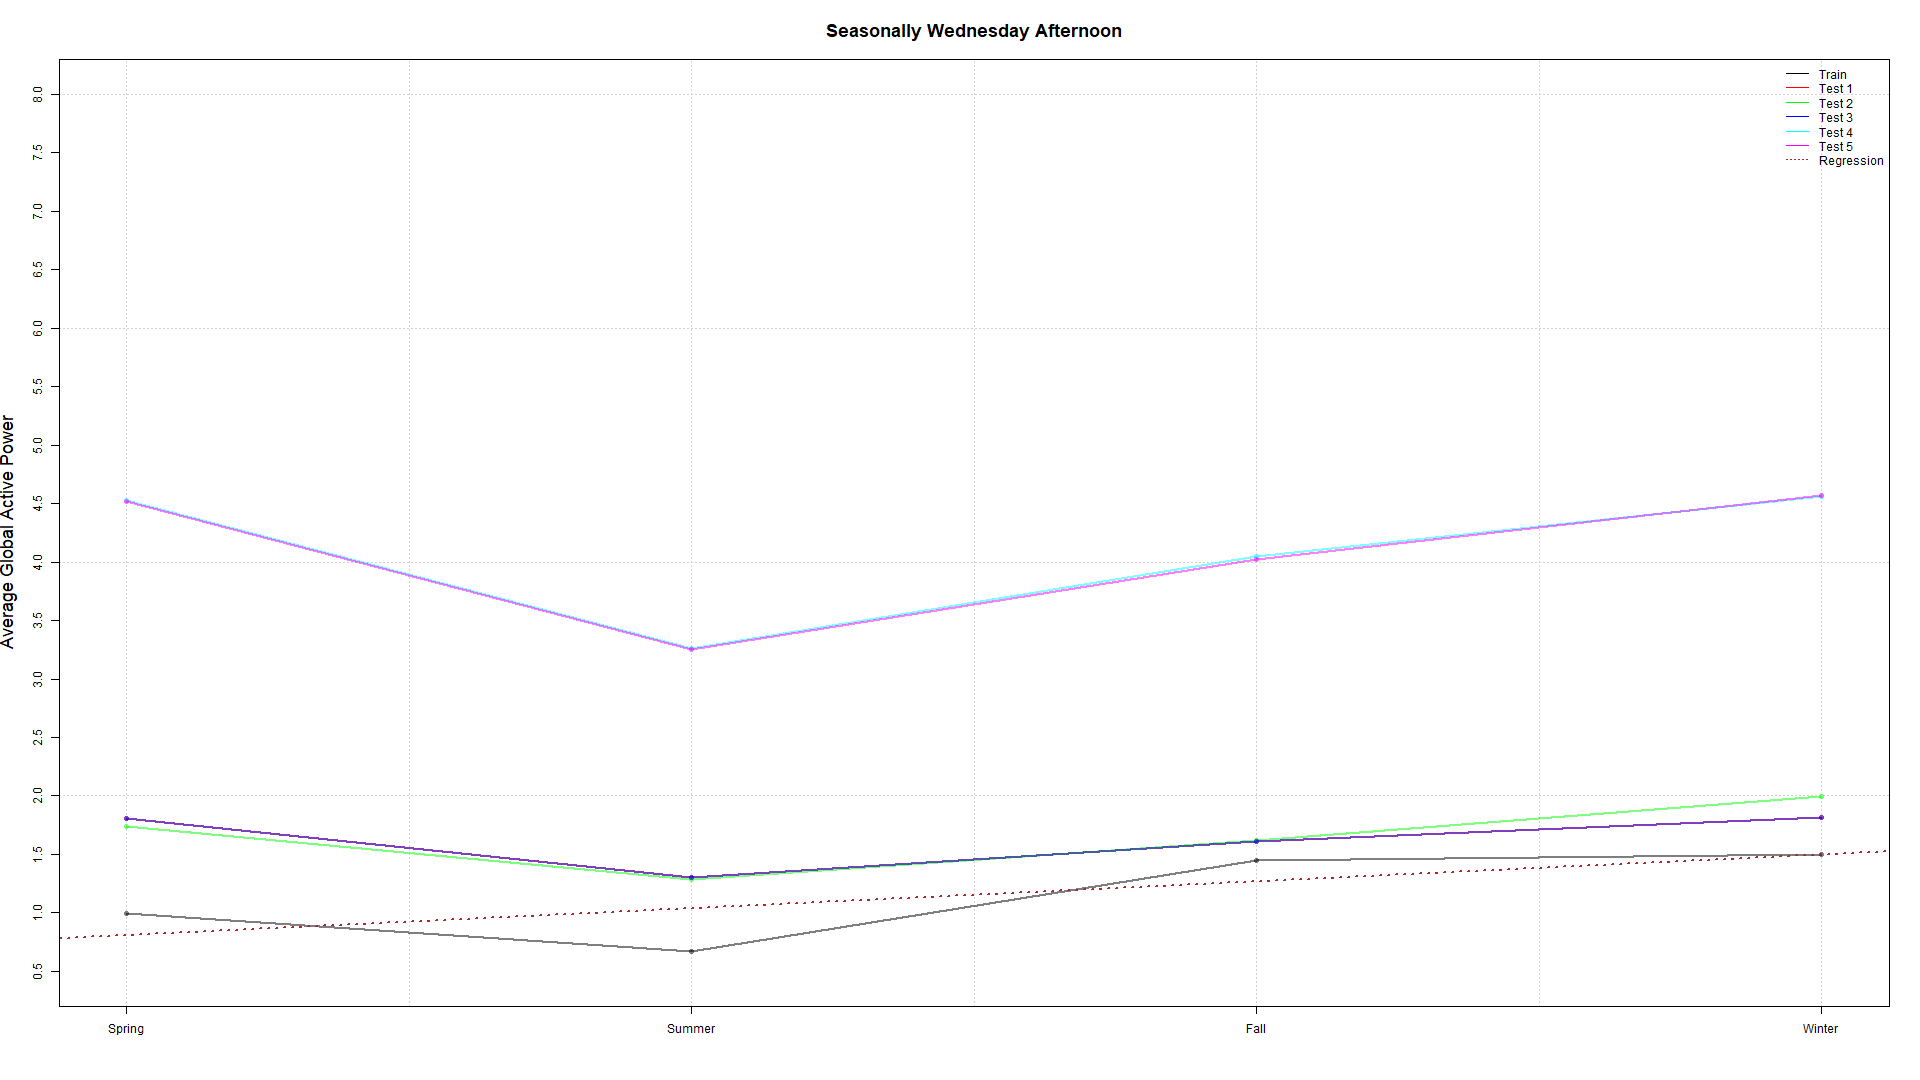 Seasonally Wednesday Afternoon
Average Global Active Power
8.0
7.5
7.0
6.5
6.0
5.5
5.0
4.5
4.0
3.5
3.0
2.5
2.0
1.5
1.0
0.5
Train
Test 1
Test 2
Test 3
Test 4
Test 5
Regression
Spring
Summer
Fall
Winter